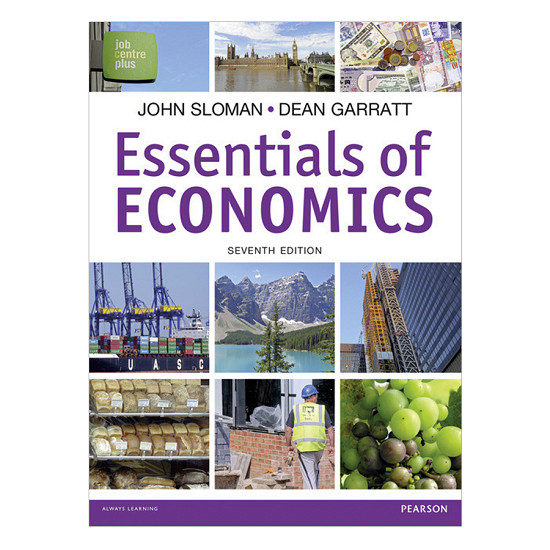 job
centre
plus
JOHN SLOMAN • DEAN GARRATT
Essentials of
ECONOMICS
SEVENTH EDITION
U A S C
ALWAYS LEARNING
PEARSON